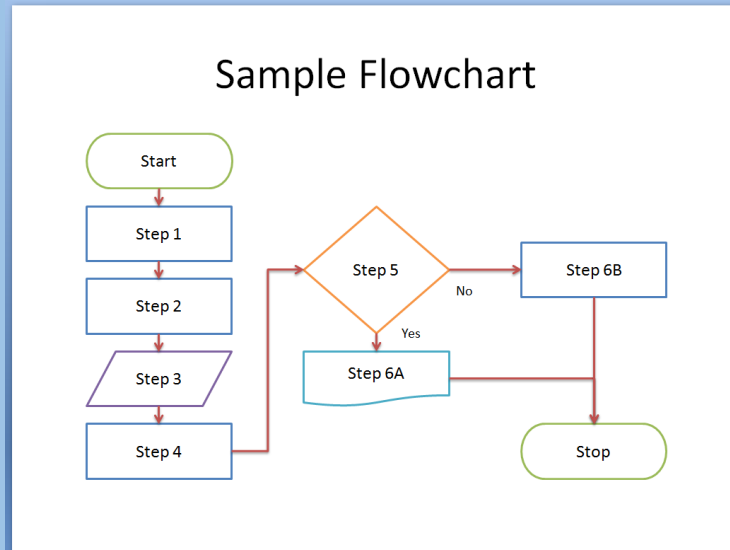 Sample Flowchart
Start
Step 1
Step 2
Step 3
Step 4
Step 5
No
Yes
Step 6A
Step 6B
Stop